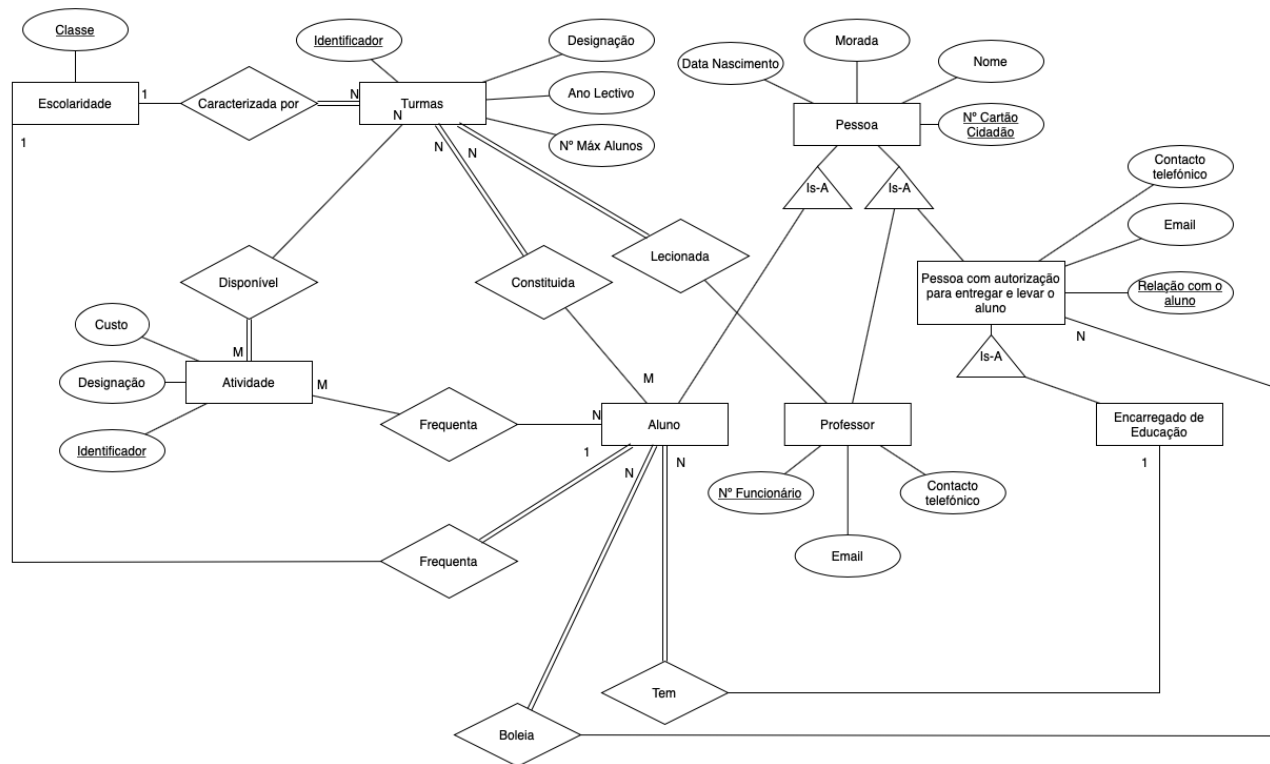 Classe
Identificador
Designação
Morada
Data Nascimento
Nome
Escolaridade
1
Caracterizada por
N
Turmas
N
Ano Lectivo
Pessoa
Nº Cartão
Cidadão
1
N
N
Nº Máx Alunos
Contacto
telefónico
Is-A
Is-A
Email
Lecionada
Disponível
Constituida
Pessoa com autorização
para entregar e levar o
aluno
Relação com o
aluno
Custo
N
M
Is-A
Designação
Atividade
M
M
Frequenta
N
Aluno
Professor
Encarregado de
Educação
Identificador
1
N
N
1
Nº Funcionário
Contacto
telefónico
Frequenta
Email
Tem
Boleia